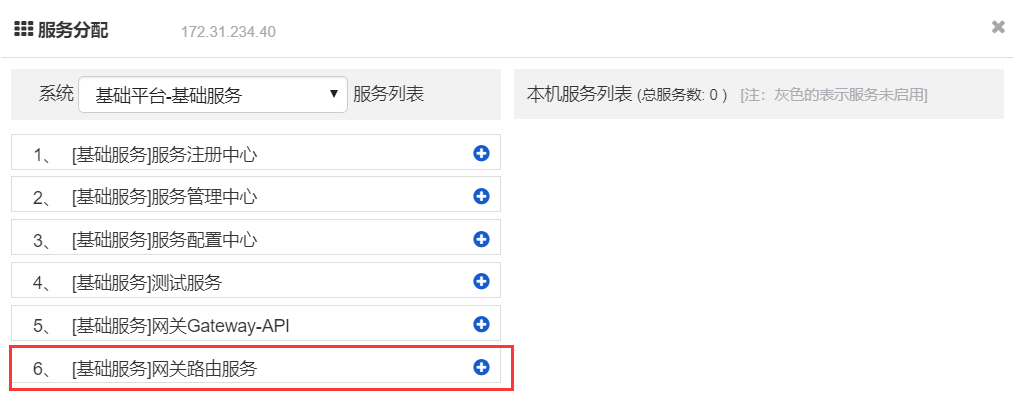 服务分配 172.31.234.40
系统 基础平台-基础服务 服务列表
本机服务列表 (总服务数: 0 ) [注：灰色的表示服务未启用]
1、 [基础服务]服务注册中心
2、 [基础服务]服务管理中心
3、 [基础服务]服务配置中心
4、 [基础服务]测试服务
5、 [基础服务]网关Gateway-API
6、 [基础服务]网关路由服务